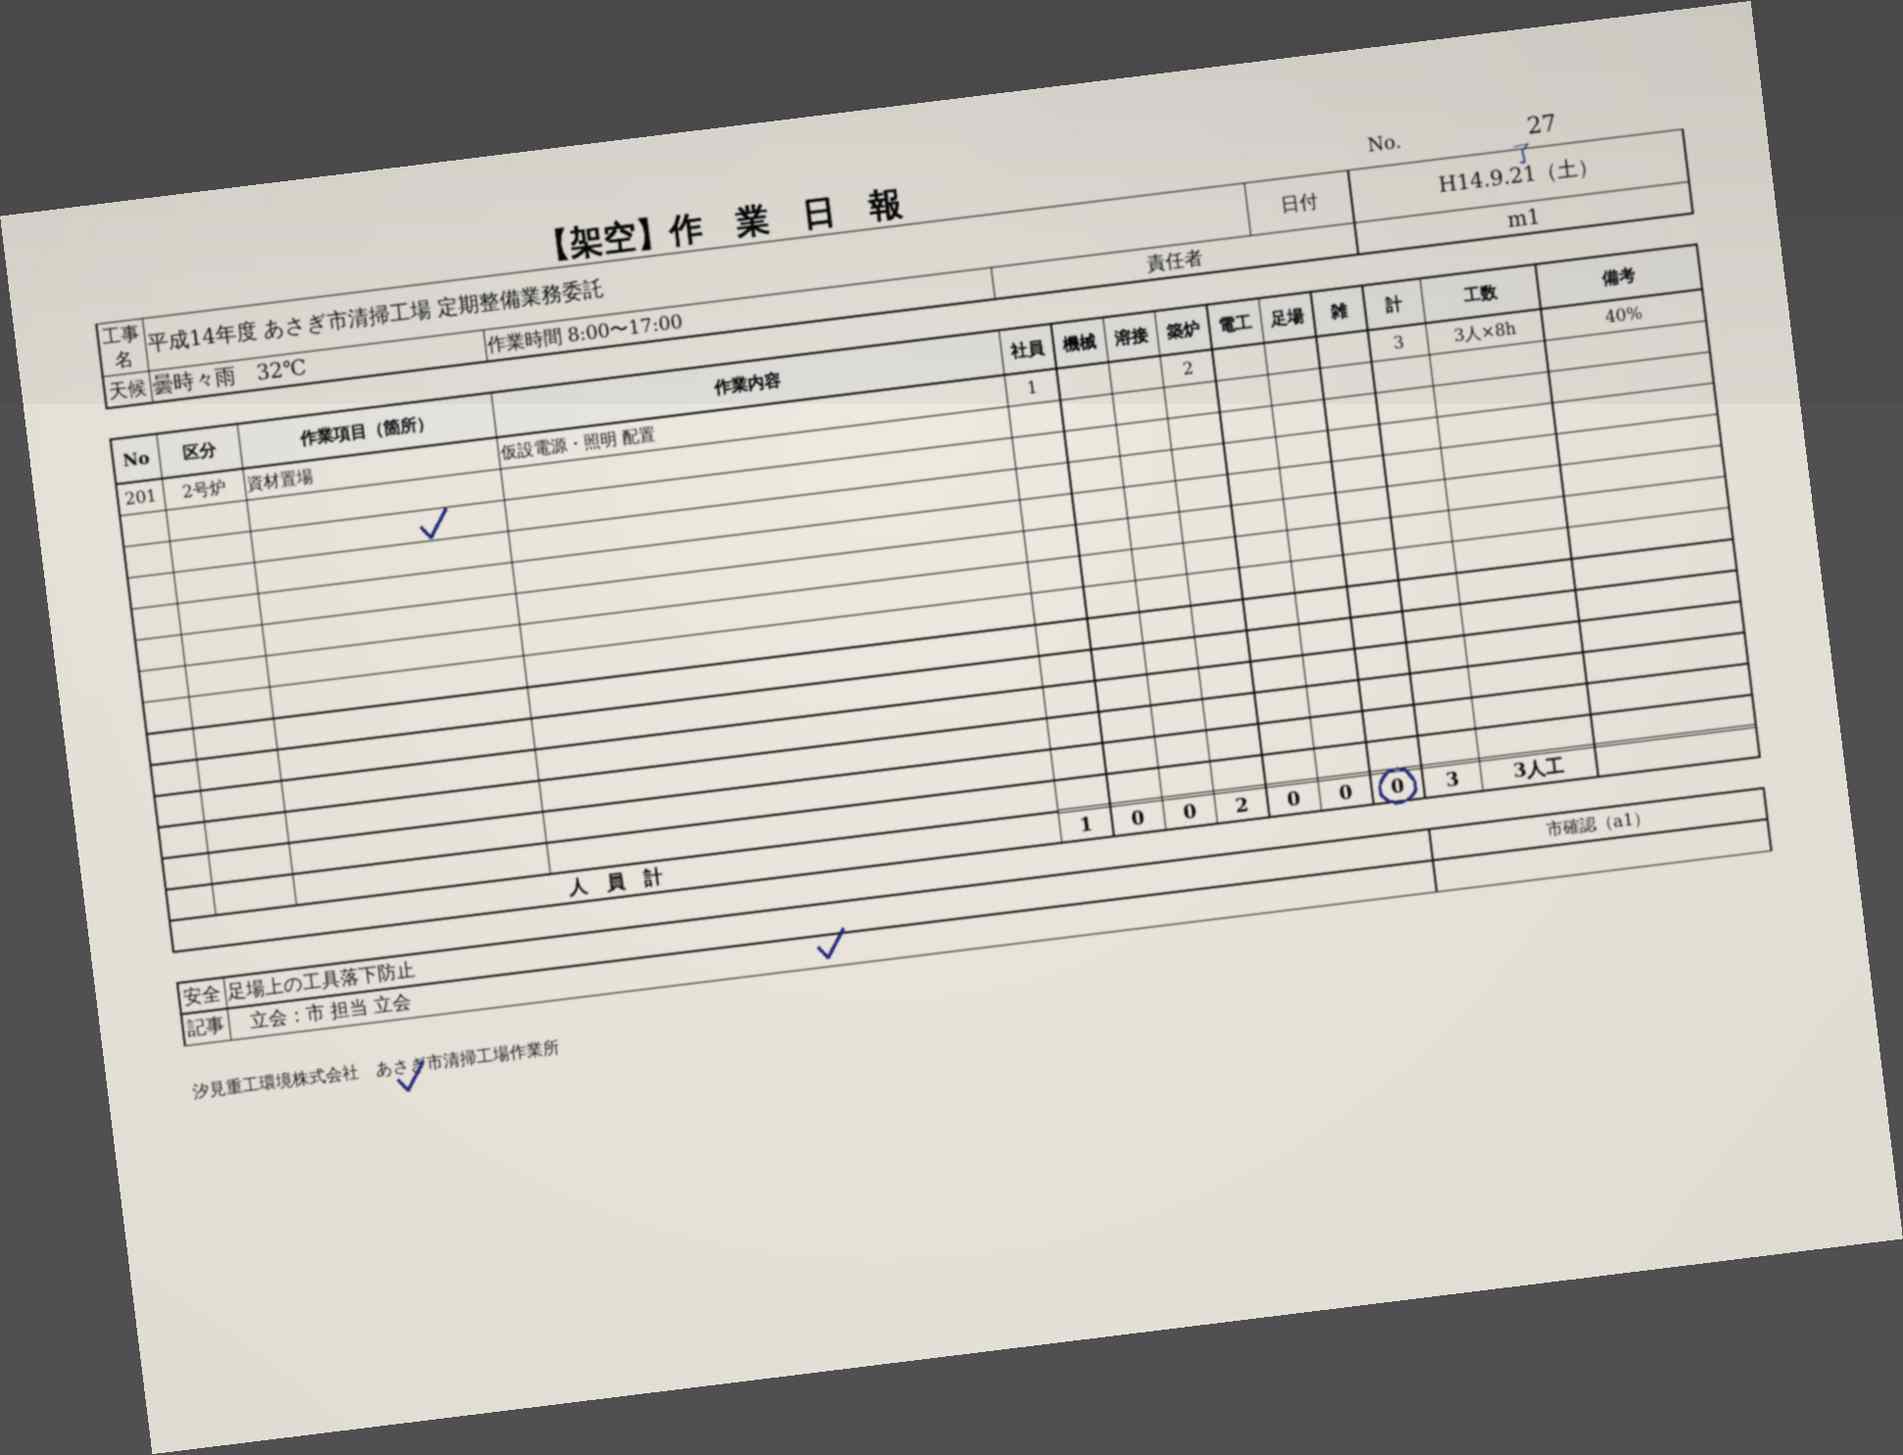 No. 27
了
【架空】作 業 日 報
工事名 平成14年度 あさぎ市清掃工場 定期整備業務委託 日付 H14.9.21（土）
天候 曇時々雨 32℃ 作業時間 8:00〜17:00 責任者 m1
No 区分 作業項目（箇所） 作業内容 社員 機械 溶接 築炉 電工 足場 雑 計 工数 備考
201 2号炉 資材置場 仮設電源・照明 配置 1 2 3 3人×8h 40%
人 員 計 1 0 0 2 0 0 0 3 3人工
安全 足場上の工具落下防止 市確認（a1）
記事 立会：市 担当 立会
汐見重工環境株式会社 あさぎ市清掃工場作業所